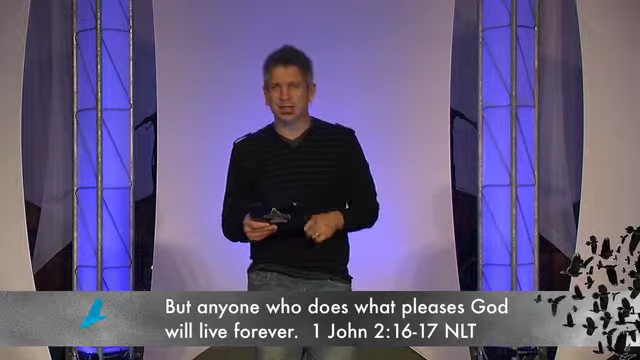 But anyone who does what pleases God
will live forever.  1 John 2:16-17 NLT